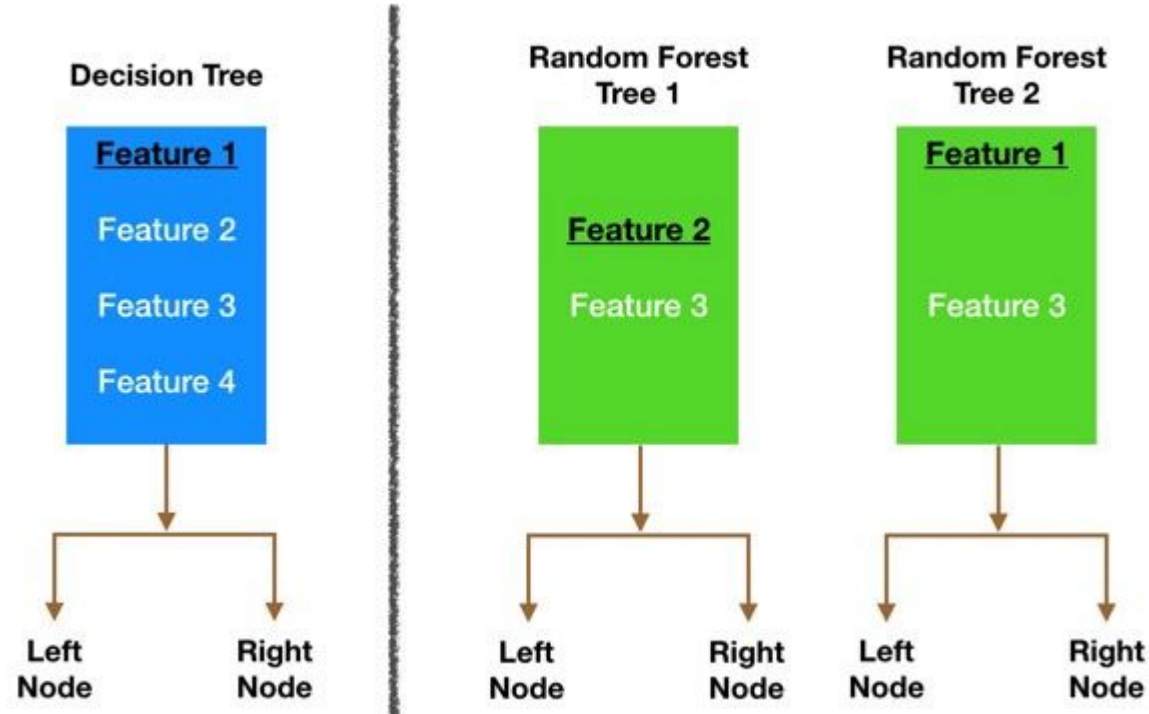 Decision Tree
Feature 1
Feature 2
Feature 3
Feature 4
Left
Node
Right
Node
Random Forest
Tree 1
Feature 2
Feature 3
Left
Node
Right
Node
Random Forest
Tree 2
Feature 1
Feature 3
Left
Node
Right
Node